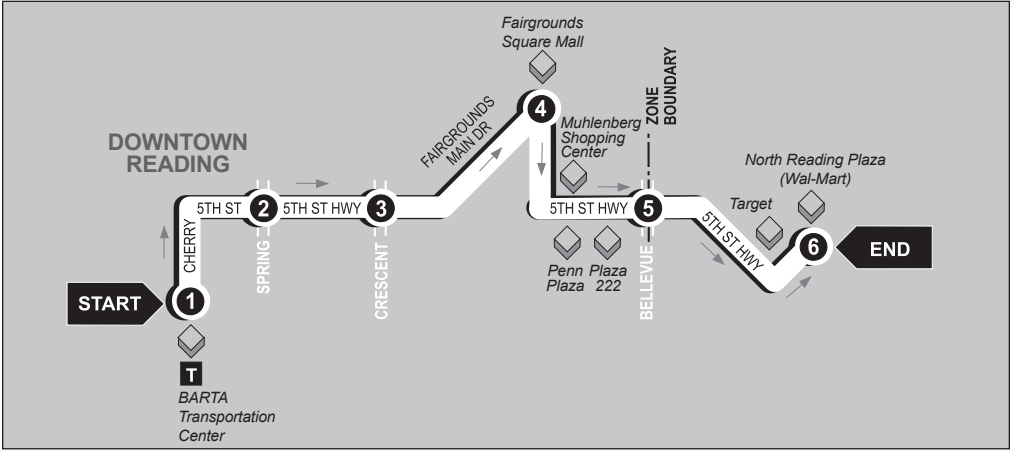 Fairgrounds
Square Mall
4
ZONE
BOUNDARY
FAIRGROUNDS
MAIN DR
Muhlenberg
Shopping
Center
DOWNTOWN
READING
North Reading Plaza
(Wal-Mart)
Target
5TH ST
2
5TH ST HWY
3
5TH ST HWY
5
5TH ST HWY
6
END
CHERRY
SPRING
CRESCENT
Penn
Plaza
Plaza
222
BELLEVUE
START
1
T
BARTA
Transportation
Center